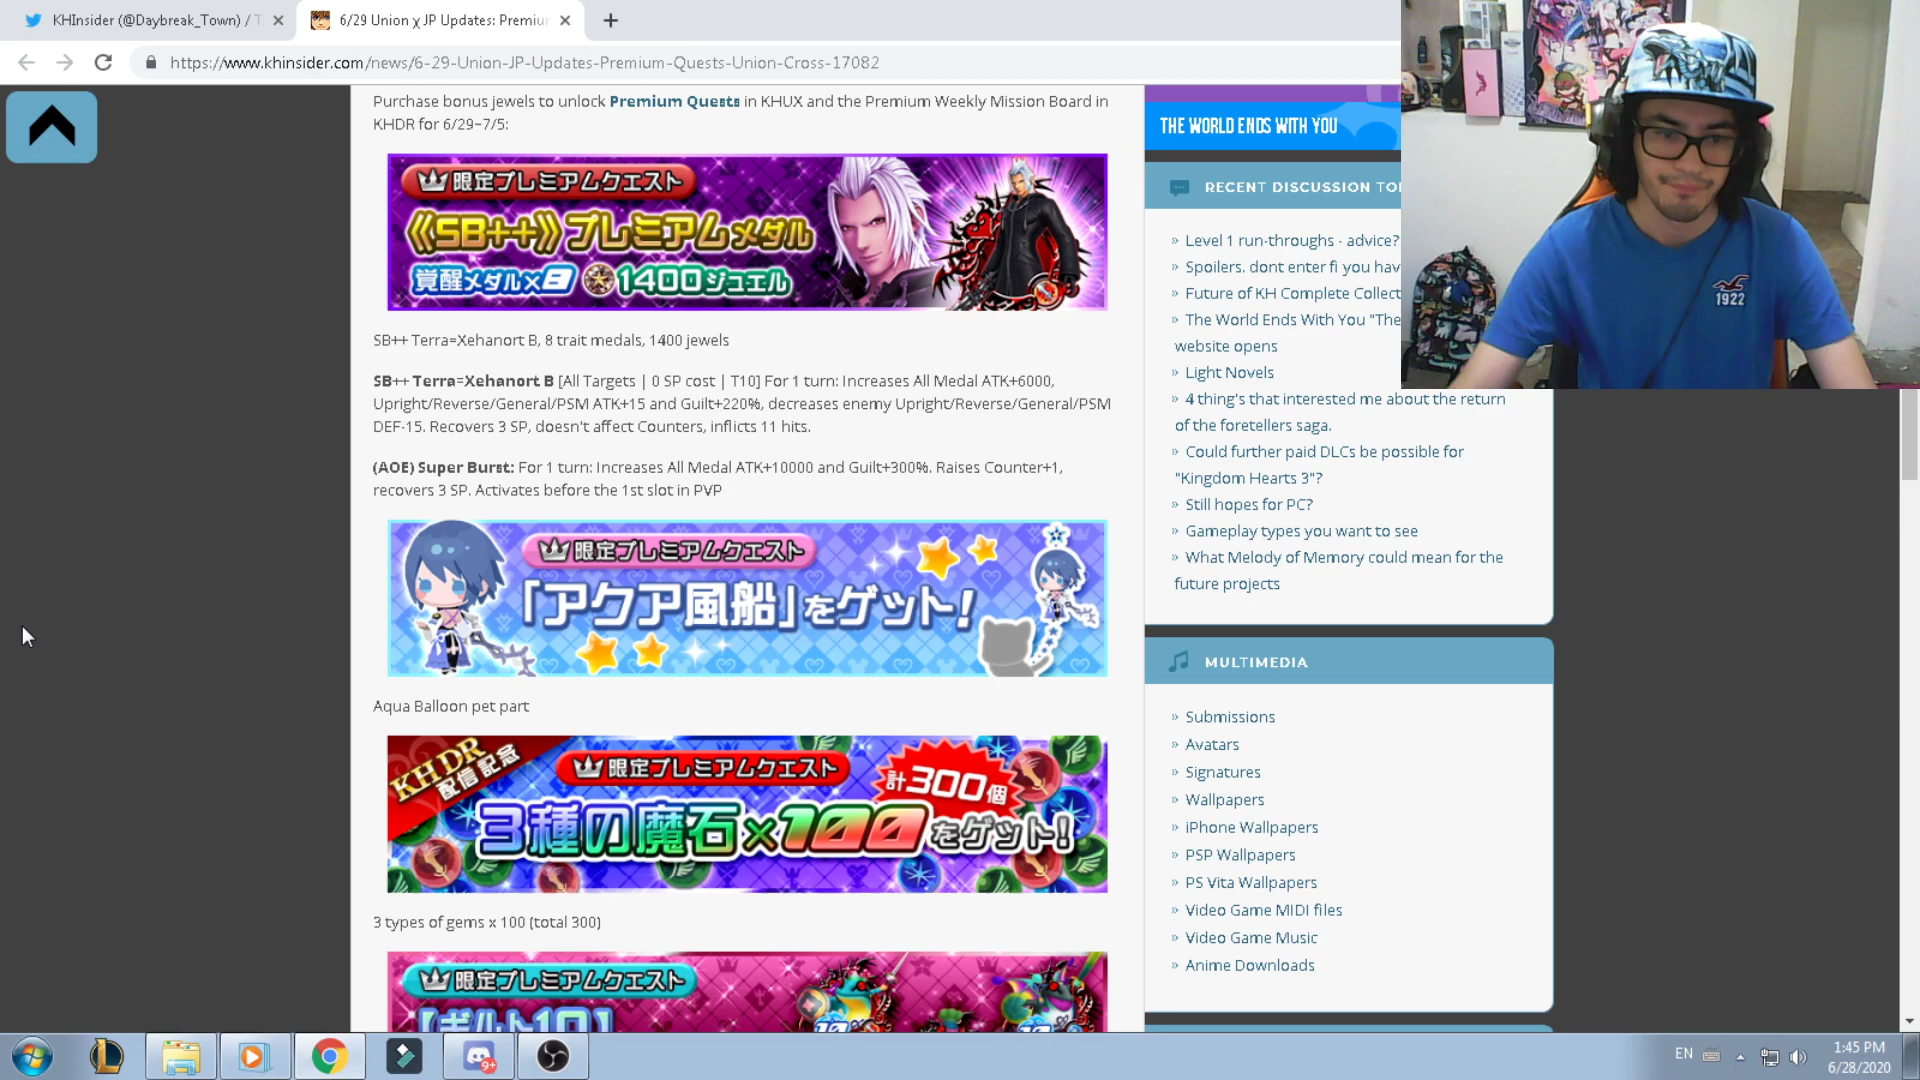 KHInsider (@Daybreak_Town) / T
6/29 Union χ JP Updates: Premiu
https://www.khinsider.com/news/6-29-Union-JP-Updates-Premium-Quests-Union-Cross-17082
Purchase bonus jewels to unlock Premium Quests in KHUX and the Premium Weekly Mission Board in
KHDR for 6/29-7/5:
限定プレミアムクエスト
《SB++》プレミアムメダル
覚醒メダル×8 1400ジュエル
SB++ Terra=Xehanort B, 8 trait medals, 1400 jewels
SB++ Terra=Xehanort B [All Targets | 0 SP cost | T10] For 1 turn: Increases All Medal ATK+6000,
Upright/Reverse/General/PSM ATK+15 and Guilt+220%, decreases enemy Upright/Reverse/General/PSM
DEF-15. Recovers 3 SP, doesn't affect Counters, inflicts 11 hits.
(AOE) Super Burst: For 1 turn: Increases All Medal ATK+10000 and Guilt+300%. Raises Counter+1,
recovers 3 SP. Activates before the 1st slot in PVP
限定プレミアムクエスト
「アクア風船」をゲット!
Aqua Balloon pet part
KHDR
配信記念
限定プレミアムクエスト
計300個
3種の魔石×100をゲット!
3 types of gems x 100 (total 300)
限定プレミアムクエスト
【ギルト10】
THE WORLD ENDS WITH YOU
RECENT DISCUSSION TO
» Level 1 run-throughs - advice?
» Spoilers. dont enter fi you hav
» Future of KH Complete Collect
» The World Ends With You "The
website opens
» Light Novels
» 4 thing's that interested me about the return
of the foretellers saga.
» Could further paid DLCs be possible for
"Kingdom Hearts 3"?
» Still hopes for PC?
» Gameplay types you want to see
» What Melody of Memory could mean for the
future projects
MULTIMEDIA
» Submissions
» Avatars
» Signatures
» Wallpapers
» iPhone Wallpapers
» PSP Wallpapers
» PS Vita Wallpapers
» Video Game MIDI files
» Video Game Music
» Anime Downloads
1922
9+
EN
1:45 PM
6/28/2020